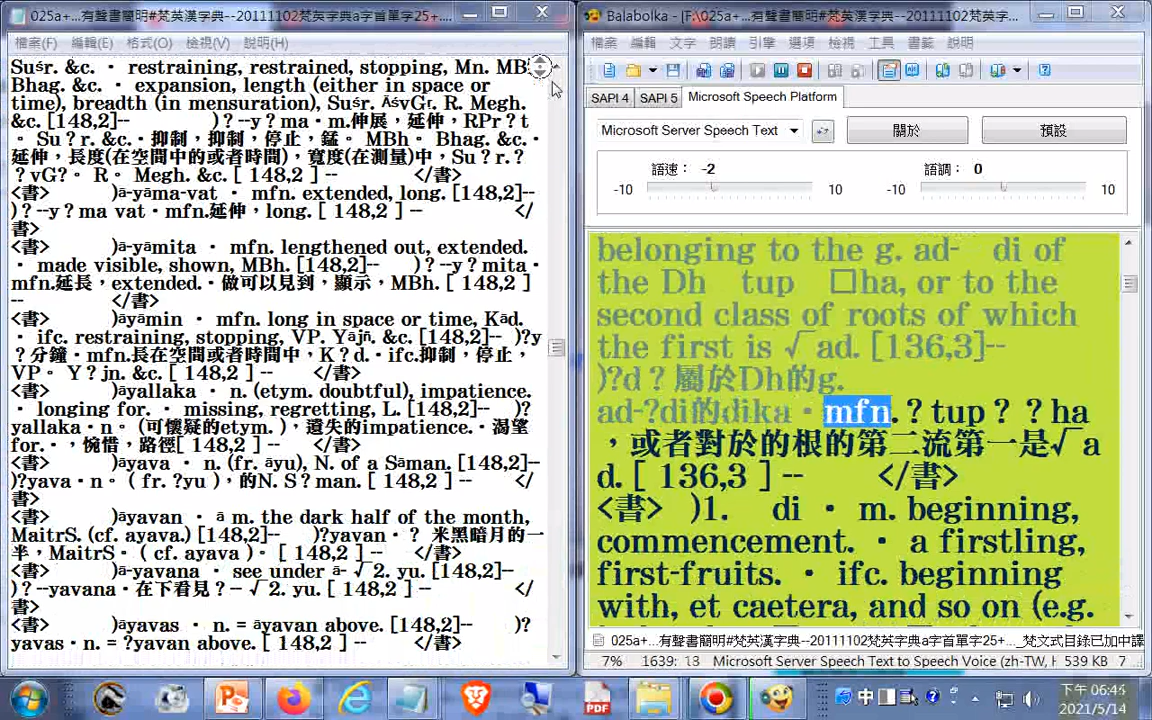 025a+...有聲書簡明#梵英漢字典--20111102梵英字典a字首單字25+...
檔案(F) 編輯(E) 格式(O) 檢視(V) 說明(H)
Suśr. &c. · restraining, restrained, stopping, Mn. MB
Bhag. &c. · expansion, length (either in space or
time), breadth (in mensuration), Suśr. ĀśvGṛ. R. Megh.
&c. [148,2]-- )?--y?ma·m.伸展,延伸,RPr?t
。Su?r. &c.·抑制,抑制,停止,錳。MBh。Bhag. &c.·
延伸,長度(在空間中的或者時間),寬度(在測量)中,Su?r.?
?vG?。R。Megh. &c. [ 148,2 ] -- </書>
<書> )ā-yāma-vat · mfn. extended, long. [148,2]--
)?--y?ma vat·mfn.延伸,long. [ 148,2 ] -- </
書>
<書> )ā-yāmita · mfn. lengthened out, extended.
· made visible, shown, MBh. [148,2]-- )?--y?mita·
mfn.延長,extended.·做可以見到,顯示,MBh. [ 148,2 ]
-- </書>
<書> )āyāmin · mfn. long in space or time, Kād.
· ifc. restraining, stopping, VP. Yājñ. &c. [148,2]-- )?y
?分鐘·mfn.長在空間或者時間中,K?d.·ifc.抑制,停止,
VP。Y?jn. &c. [ 148,2 ] -- </書>
<書> )āyallaka · n. (etym. doubtful), impatience.
· longing for. · missing, regretting, L. [148,2]-- )?
yallaka·n.(可懷疑的etym.),遺失的impatience.·渴望
for.·,惋惜,路徑[ 148,2 ] -- </書>
<書> )āyava · n. (fr. āyu), N. of a Sāman. [148,2]--
)?yava·n.( fr. ?yu ),的N. S?man. [ 148,2 ] -- </
書>
<書> )āyavan · ā m. the dark half of the month,
MaitrS. (cf. ayava.) [148,2]-- )?yavan·?米黑暗月的一
半,MaitrS·( cf. ayava )。[ 148,2 ] -- </書>
<書> )ā-yavana · see under ā-√2. yu. [148,2]--
)?--yavana·在下看見?–√2. yu. [ 148,2 ] -- </
書>
<書> )āyavas · n. = āyavan above. [148,2]-- )?
yavas·n. = ?yavan above. [ 148,2 ] -- </書>
Balabolka - [F:\025a+...有聲書簡明#梵英漢字典--20111102梵英字...
檔案 編輯 文字 朗讀 引擎 選項 檢視 工具 書籤 說明
SAPI 4 SAPI 5 Microsoft Speech Platform
Microsoft Server Speech Text 關於 預設
語速: -2 語調: 0
-10 10 -10 10
belonging to the g. ad- di of
the Dh tup □ha, or to the
second class of roots of which
the first is √ad. [136,3]--
)?d?屬於Dh的g.
ad-?di的dika·mfn.?tup??ha
,或者對於的根的第二流第一是√a
d. [ 136,3 ] -- </書>
<書> )1. di · m. beginning,
commencement. · a firstling,
first-fruits. · ifc. beginning
with, et caetera, and so on (e.g.
025a+...有聲書簡明#梵英漢字典--20111102梵英字典a字首單字25+..._梵文式目錄已加中譯
7% 1639: 13 Microsoft Server Speech Text to Speech Voice (zh-TW, H 539 KB 7
中
下午 06:46
2021/5/14